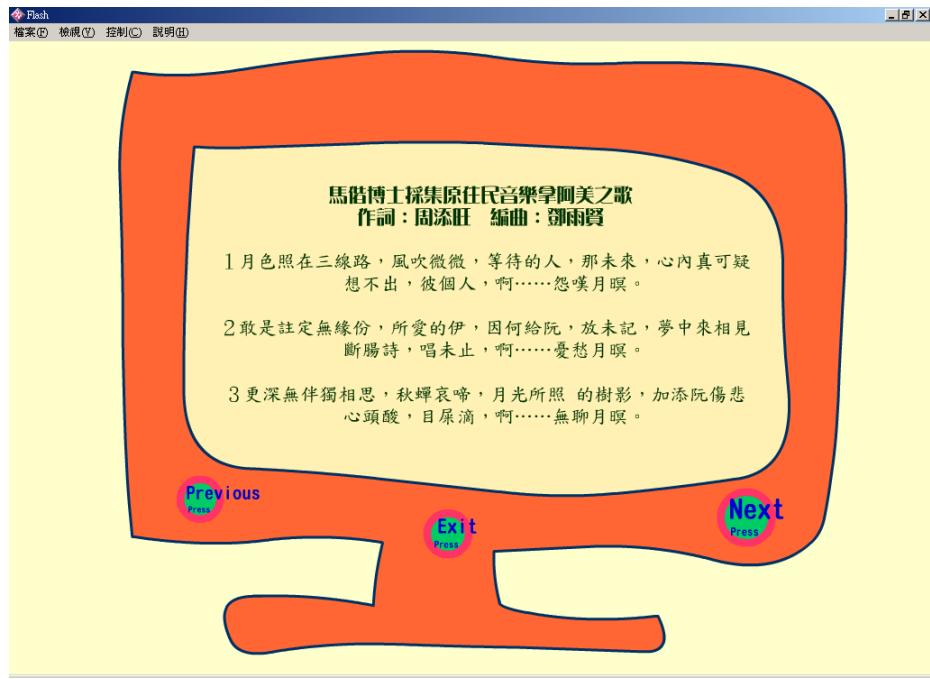 Flash
檔案(F) 檢視(V) 控制(C) 説明(H)
馬偕博士採集原住民音樂拿阿美之歌
作詞：周添旺 編曲：鄧雨賢
1月色照在三線路，風吹微微，等待的人，那未來，心內真可疑
想不出，彼個人，啊……怨嘆月暝。
2敢是註定無緣份，所愛的伊，因何給阮，放未記，夢中來相見
斷腸詩，唱未止，啊……憂愁月暝。
3更深無伴獨相思，秋蟬哀啼，月光所照 的樹影，加添阮傷悲
心頭酸，目屎滴，啊……無聊月暝。
Previous
Press
Exit
Press
Next
Press